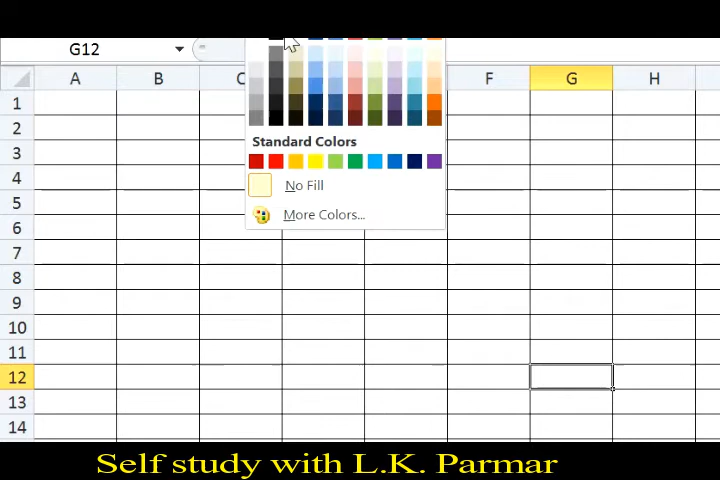 G12
=
A B C F G H
1
2
3
Standard Colors
4
No Fill
5
More Colors...
6
7
8
9
10
11
12
13
14
Self study with L.K. Parmar